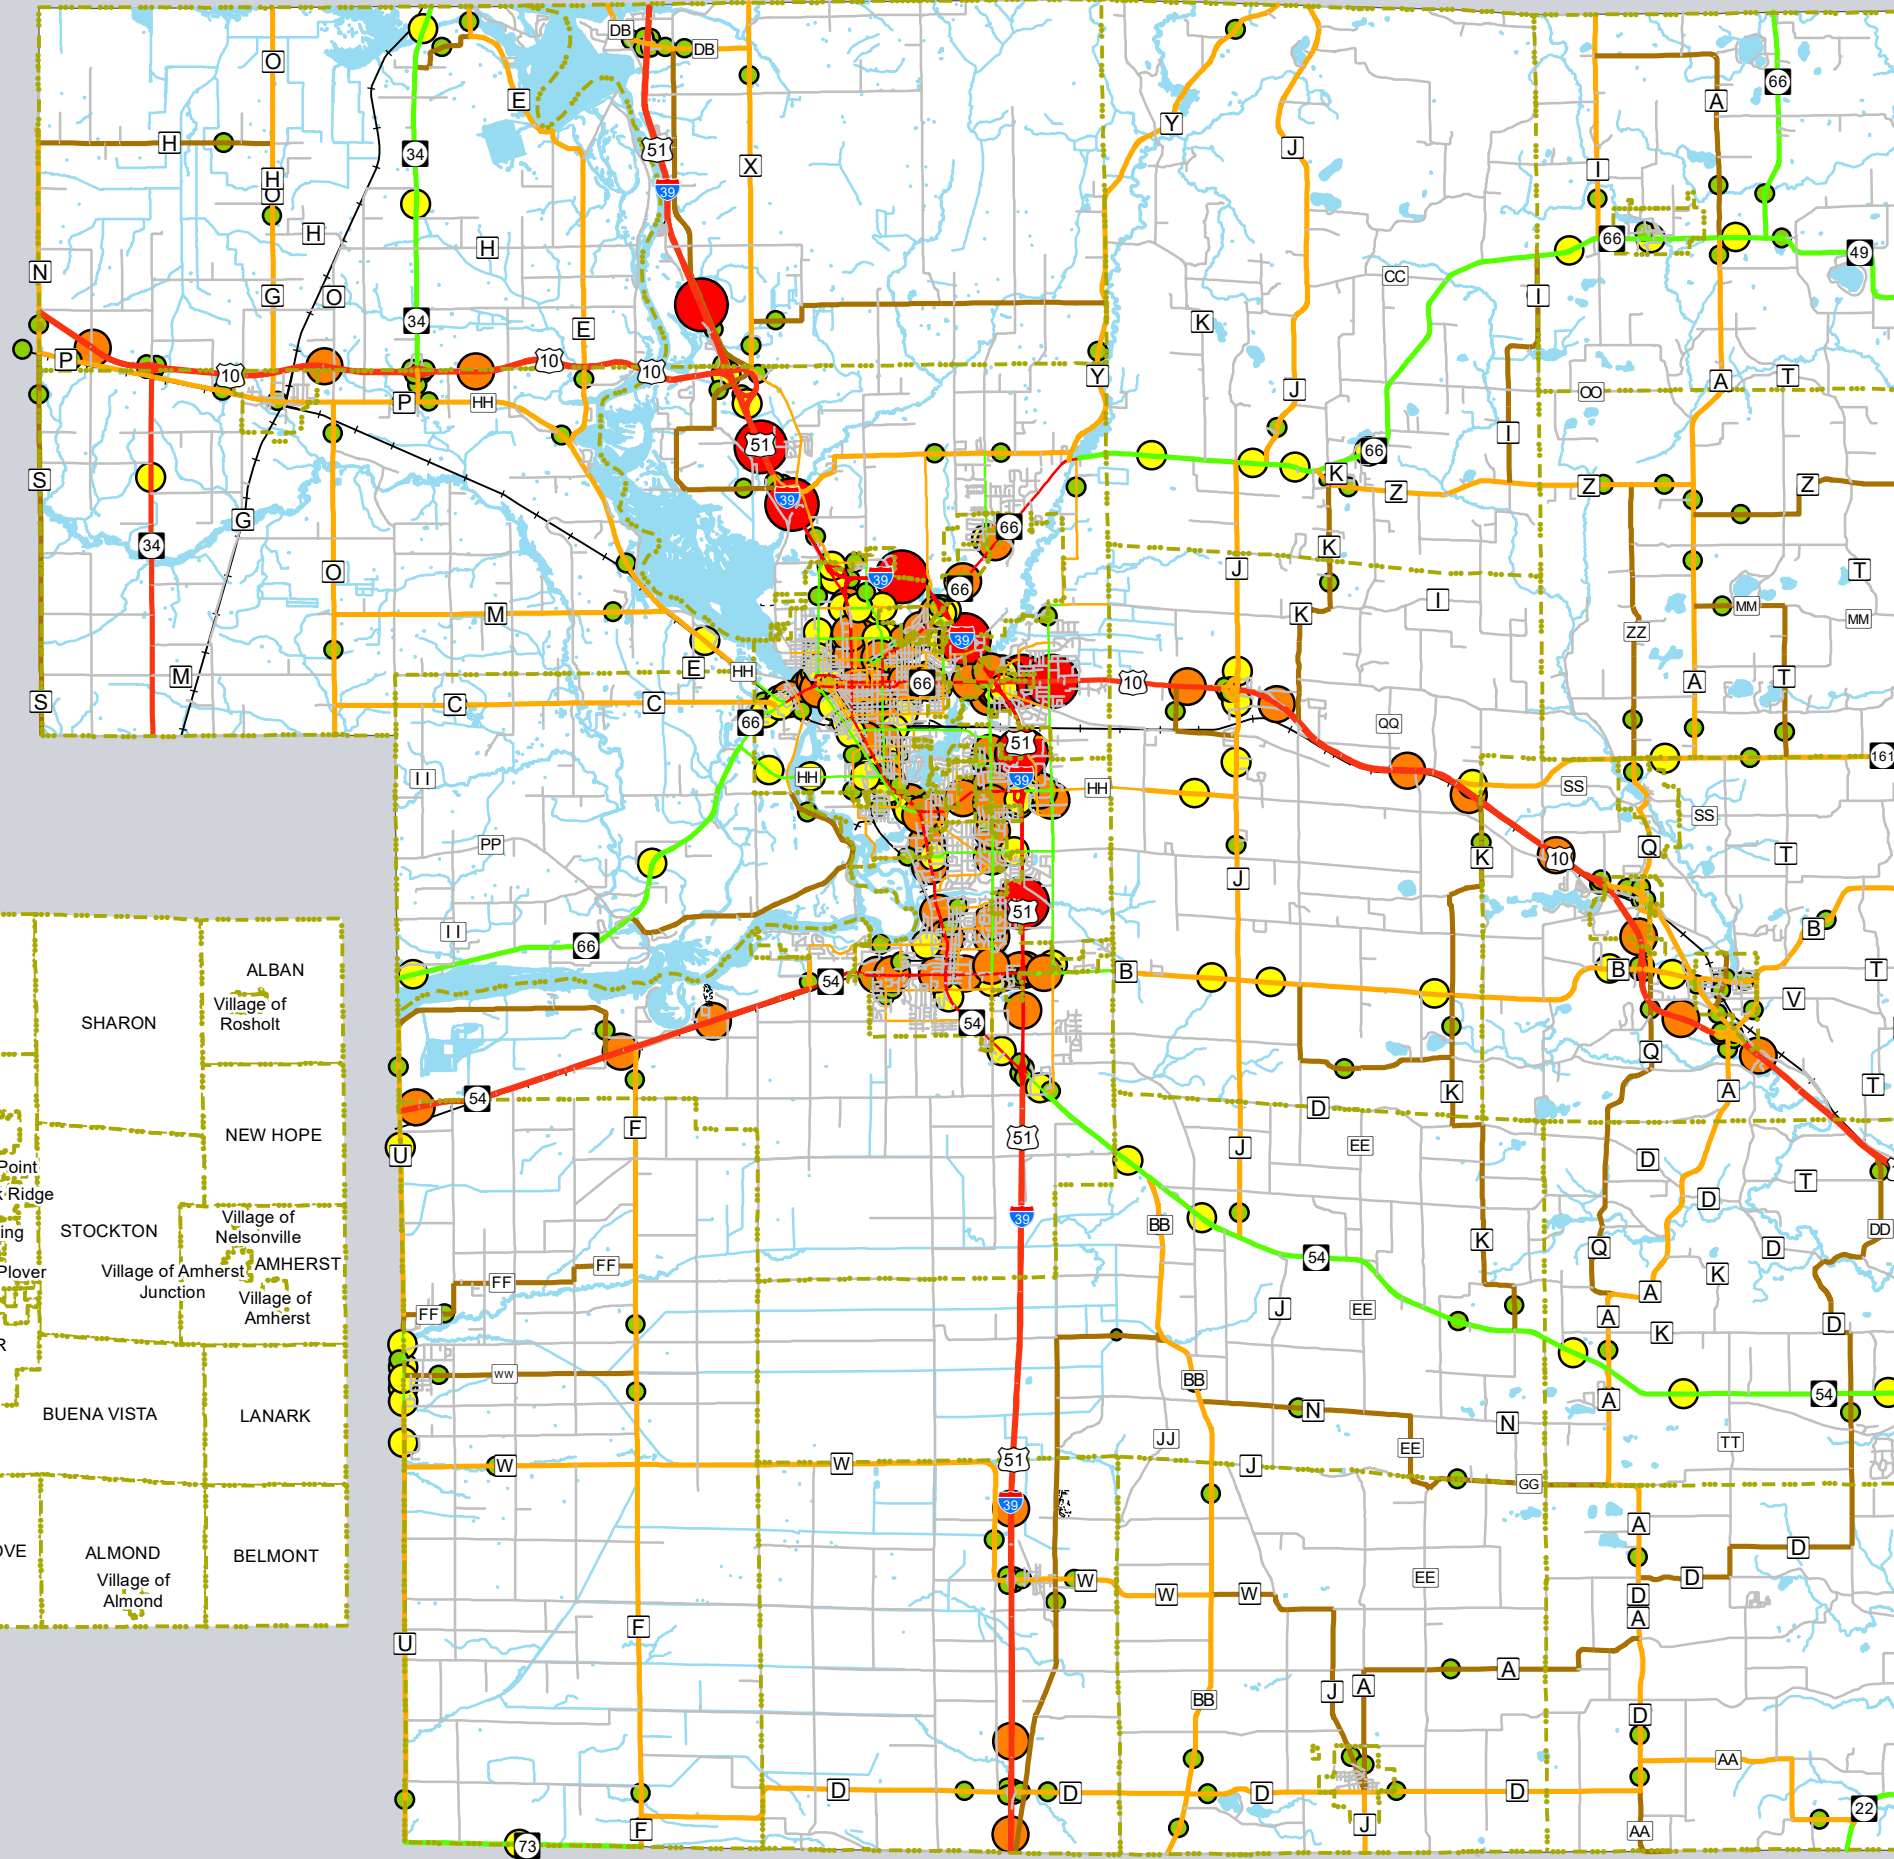 DB
DB
O
E
34
51
X
39
H
H
O
H
H
N
G
O
34
E
10
10
10
P
P
HH
S
G
34
O
M
E
M
S
C
C
HH
66
II
PP
II
66
HH
Y
J
K
CC
I
66
A
I
66
49
Y
J
A
T
OO
I
66
K
Z
Z
Z
51
39
66
39
66
39
66
K
J
K
I
ZZ
MM
T
MM
A
T
10
QQ
51
39
HH
161
SS
SS
K
10
Q
T
J
51
B
B
B
T
V
54
54
54
Q
T
A
K
D
EE
J
D
T
D
DD
51
39
F
U
BB
54
K
Q
D
K
A
A
K
D
FF
FF
FF
J
EE
WW
BB
N
N
A
54
EE
JJ
TT
W
W
51
J
GG
39
A
D
D
D
A
EE
W
W
W
U
F
BB
J
A
A
D
AA
D
D
D
D
22
F
73
J
AA
SHARON
ALBAN
Village of
Rosholt
NEW HOPE
Point
Ridge
STOCKTON
Village of
Nelsonville
Plover
Village of Amherst
Junction
AMHERST
Village of
Amherst
BUENA VISTA
LANARK
ALMOND
Village of
Almond
BELMONT